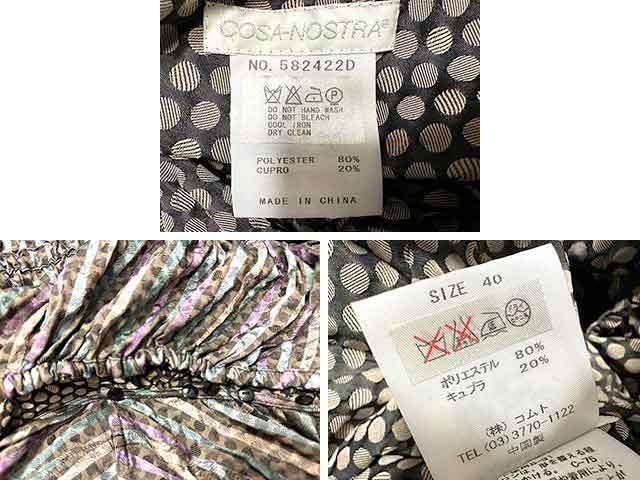 COSA-NOSTRA®
NO. 582422D
DO NOT HAND WASH
DO NOT BLEACH
COOL IRON
DRY CLEAN
POLYESTER 80%
CUPRO 20%
MADE IN CHINA
SIZE 40
ポリエステル 80%
キュプラ 20%
(株) コムト
TEL (03) 3770-1122
中国製
C-75